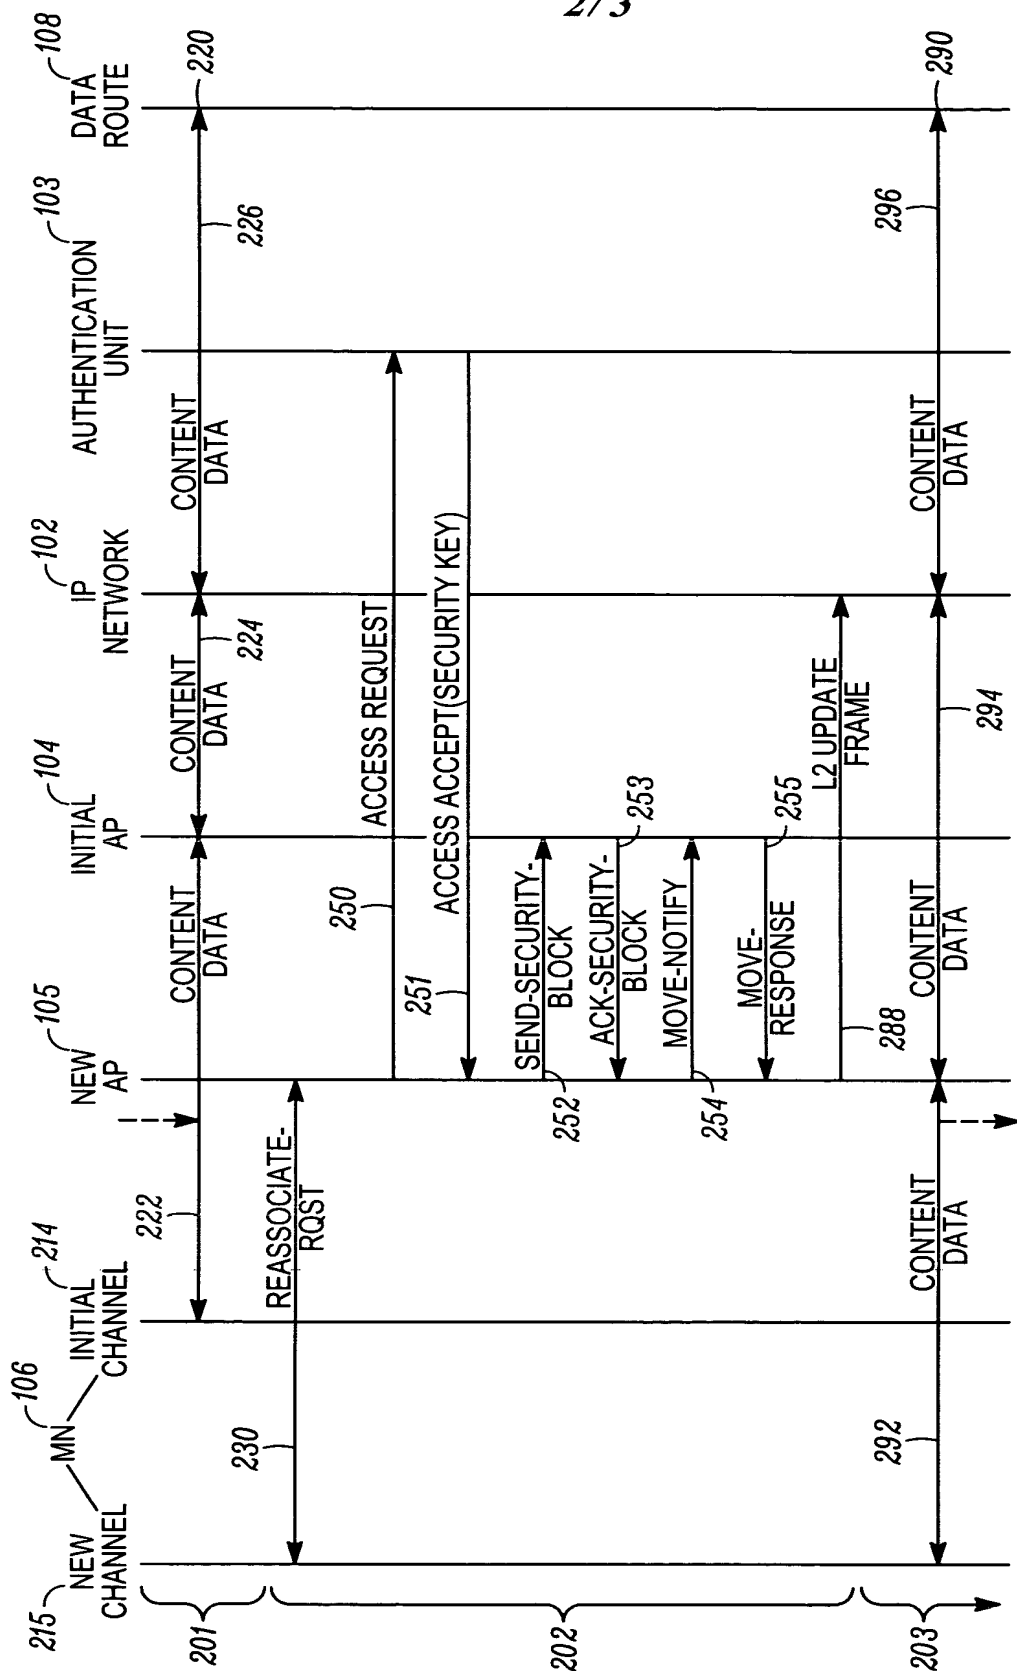 2/3
215
NEW
CHANNEL
MN
106
INITIAL
CHANNEL
214
NEW
AP
105
INITIAL
AP
104
IP
NETWORK
102
AUTHENTICATION
UNIT
103
DATA
ROUTE
108
201
222
CONTENT
DATA
CONTENT
DATA
224
CONTENT
DATA
226
220
202
230
REASSOCIATE-
RQST
250
ACCESS REQUEST
251
ACCESS ACCEPT(SECURITY KEY)
252
SEND-SECURITY-
BLOCK
253
ACK-SECURITY-
BLOCK
254
MOVE-NOTIFY
255
MOVE-
RESPONSE
288
L2 UPDATE
FRAME
203
292
CONTENT
DATA
CONTENT
DATA
294
CONTENT
DATA
296
290